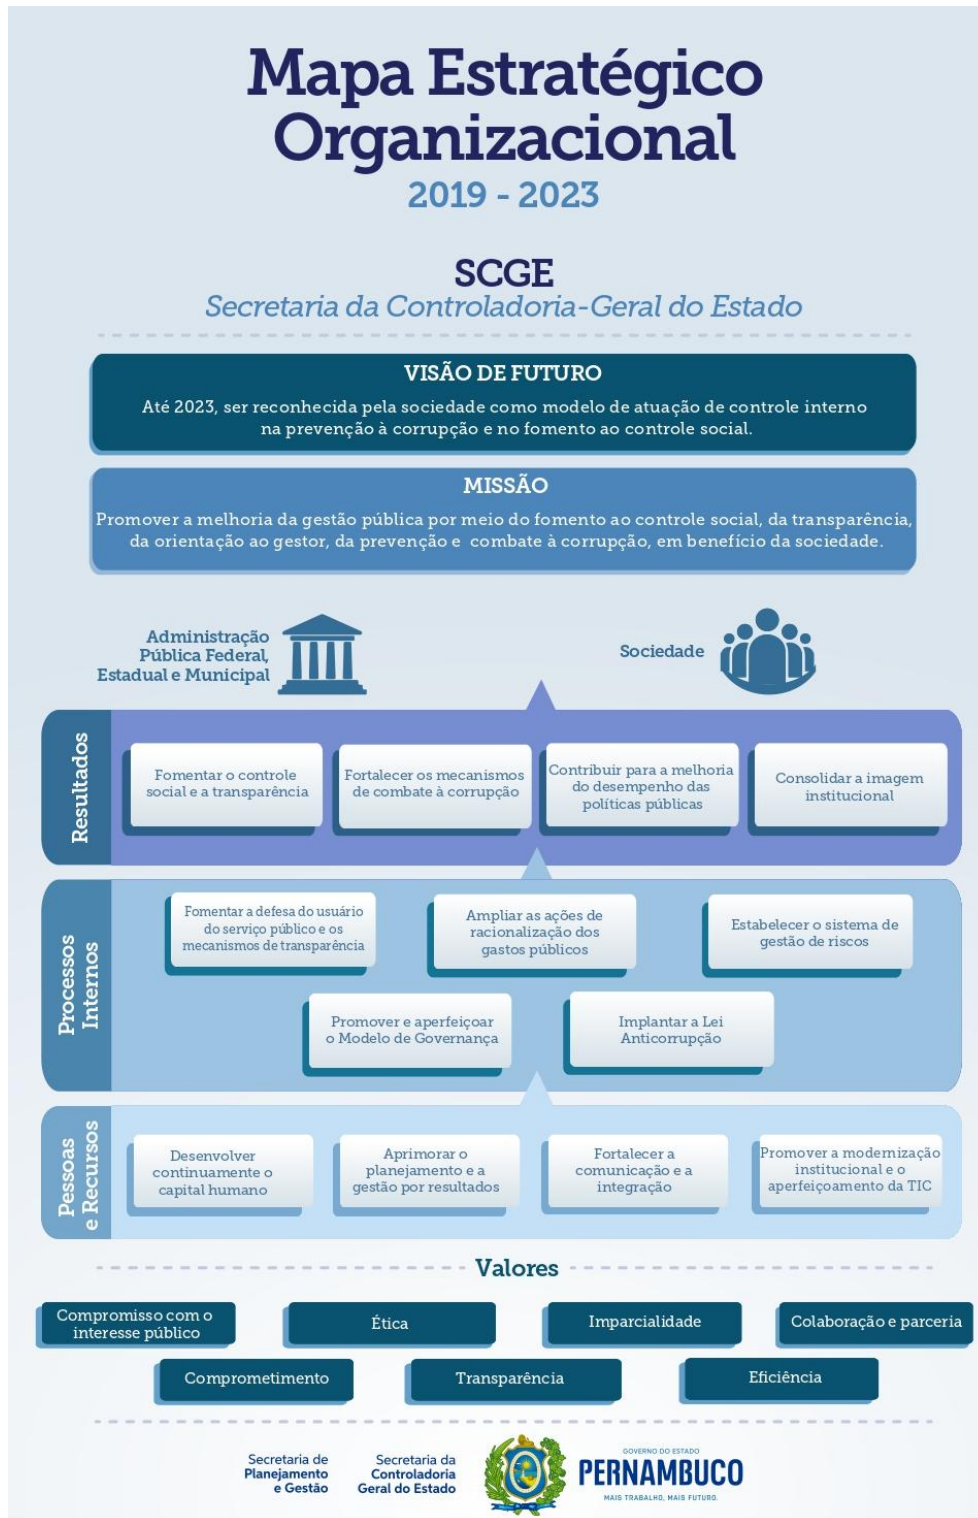 Mapa Estratégico
Organizacional
2019 - 2023
SCGE
Secretaria da Controladoria-Geral do Estado
VISÃO DE FUTURO
Até 2023, ser reconhecida pela sociedade como modelo de atuação de controle interno
na prevenção à corrupção e no fomento ao controle social.
MISSÃO
Promover a melhoria da gestão pública por meio do fomento ao controle social, da transparência,
da orientação ao gestor, da prevenção e combate à corrupção, em benefício da sociedade.
Administração
Pública Federal,
Estadual e Municipal
Sociedade
Resultados
Fomentar o controle
social e a transparência
Fortalecer os mecanismos
de combate à corrupção
Contribuir para a melhoria
do desempenho das
políticas públicas
Consolidar a imagem
institucional
Processos
Internos
Fomentar a defesa do usuário
do serviço público e os
mecanismos de transparência
Ampliar as ações de
racionalização dos
gastos públicos
Estabelecer o sistema de
gestão de riscos
Promover e aperfeiçoar
o Modelo de Governança
Implantar a Lei
Anticorrupção
Pessoas
e Recursos
Desenvolver
continuamente o
capital humano
Aprimorar o
planejamento e a
gestão por resultados
Fortalecer a
comunicação e a
integração
Promover a modernização
institucional e o
aperfeiçoamento da TIC
Valores
Compromisso com o
interesse público
Ética
Imparcialidade
Colaboração e parceria
Comprometimento
Transparência
Eficiência
Secretaria de
Planejamento
e Gestão
Secretaria da
Controladoria
Geral do Estado
GOVERNO DO ESTADO
PERNAMBUCO
MAIS TRABALHO, MAIS FUTURO.